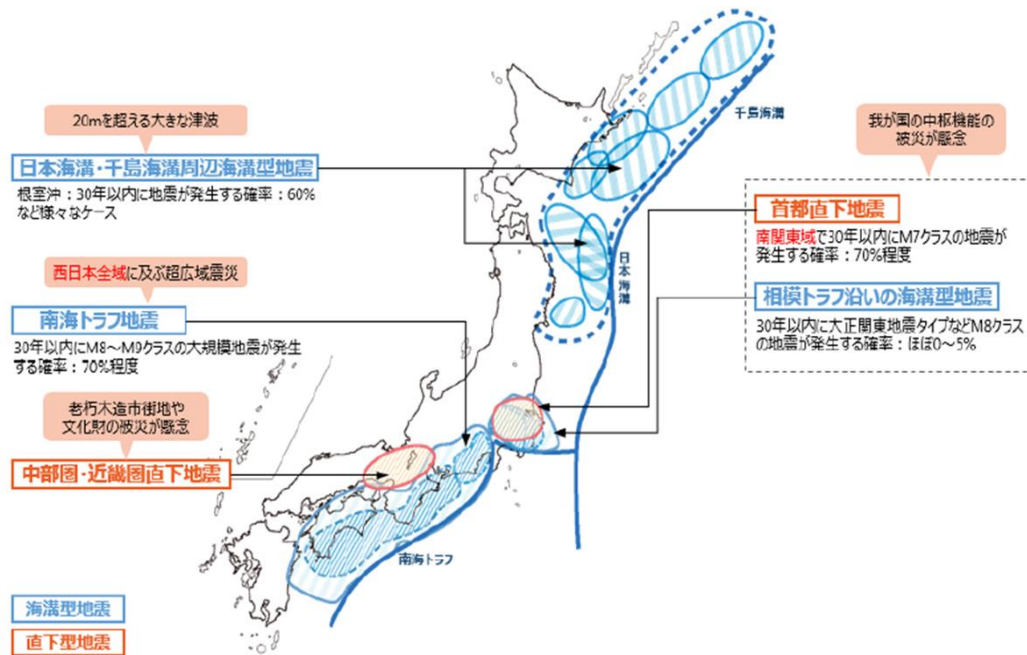 20mを超える大きな津波
日本海溝・千島海溝周辺海溝型地震
根室沖：30年以内に地震が発生する確率：60%
など様々なケース
西日本全域に及ぶ超広域震災
南海トラフ地震
30年以内にM8～M9クラスの大規模地震が発生
する確率：70%程度
老朽木造市街地や
文化財の被災が懸念
中部圏・近畿圏直下地震
海溝型地震
直下型地震
千島海溝
日本海溝
南海トラフ
我が国の中枢機能の
被災が懸念
首都直下地震
南関東域で30年以内にM7クラスの地震が
発生する確率：70%程度
相模トラフ沿いの海溝型地震
30年以内に大正関東地震タイプなどM8クラス
の地震が発生する確率：ほぼ0～5%